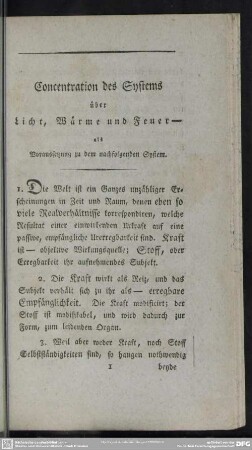 Concentration des Systems
über
Licht, Wärme und Feuer—
als
Voraussetzung zu dem nachfolgenden System.
1. Die Welt ist ein Ganzes unzähliger Er-
scheinungen in Zeit und Raum, denen eben so
viele Realverhältnisse korrespondiren, welche
Resultat einer einwirkenden Urkraft auf eine
passive, empfängliche Urerregbarkeit sind. Kraft
ist — objektive Wirkungsquelle; Stoff, oder
Erregbarkeit ihr aufnehmendes Subjekt.
2. Die Kraft wirkt als Reiz, und das
Subjekt verhält sich zu ihr als — erregbare
Empfänglichkeit. Die Kraft modificirt; der
Stoff ist modifikabel, und wird dadurch zur
Form, zum leidenden Organ.
3. Weil aber weder Kraft, noch Stoff
Selbstständigkeiten sind, so hangen nothwendig
1 beyde